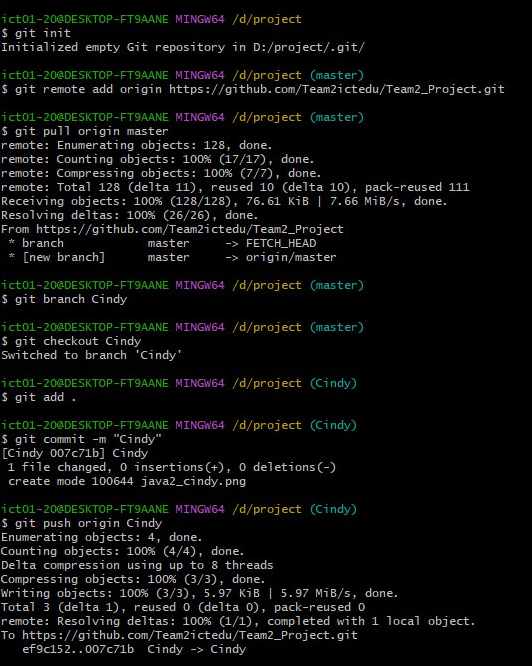 ict01-20@DESKTOP-FT9AANE MINGW64 /d/project
$ git init
Initialized empty Git repository in D:/project/.git/
ict01-20@DESKTOP-FT9AANE MINGW64 /d/project (master)
$ git remote add origin https://github.com/Team2ictedu/Team2_Project.git
ict01-20@DESKTOP-FT9AANE MINGW64 /d/project (master)
$ git pull origin master
remote: Enumerating objects: 128, done.
remote: Counting objects: 100% (17/17), done.
remote: Compressing objects: 100% (7/7), done.
remote: Total 128 (delta 11), reused 10 (delta 10), pack-reused 111
Receiving objects: 100% (128/128), 76.61 KiB | 7.66 MiB/s, done.
Resolving deltas: 100% (26/26), done.
From https://github.com/Team2ictedu/Team2_Project
 * branch            master     -> FETCH_HEAD
 * [new branch]      master     -> origin/master
ict01-20@DESKTOP-FT9AANE MINGW64 /d/project (master)
$ git branch Cindy
ict01-20@DESKTOP-FT9AANE MINGW64 /d/project (master)
$ git checkout Cindy
Switched to branch 'Cindy'
ict01-20@DESKTOP-FT9AANE MINGW64 /d/project (Cindy)
$ git add .
ict01-20@DESKTOP-FT9AANE MINGW64 /d/project (Cindy)
$ git commit -m "Cindy"
[Cindy 007c71b] Cindy
 1 file changed, 0 insertions(+), 0 deletions(-)
 create mode 100644 java2_cindy.png
ict01-20@DESKTOP-FT9AANE MINGW64 /d/project (Cindy)
$ git push origin Cindy
Enumerating objects: 4, done.
Counting objects: 100% (4/4), done.
Delta compression using up to 8 threads
Compressing objects: 100% (3/3), done.
Writing objects: 100% (3/3), 5.97 KiB | 5.97 MiB/s, done.
Total 3 (delta 1), reused 0 (delta 0), pack-reused 0
remote: Resolving deltas: 100% (1/1), completed with 1 local object.
To https://github.com/Team2ictedu/Team2_Project.git
   ef9c152..007c71b  Cindy -> Cindy